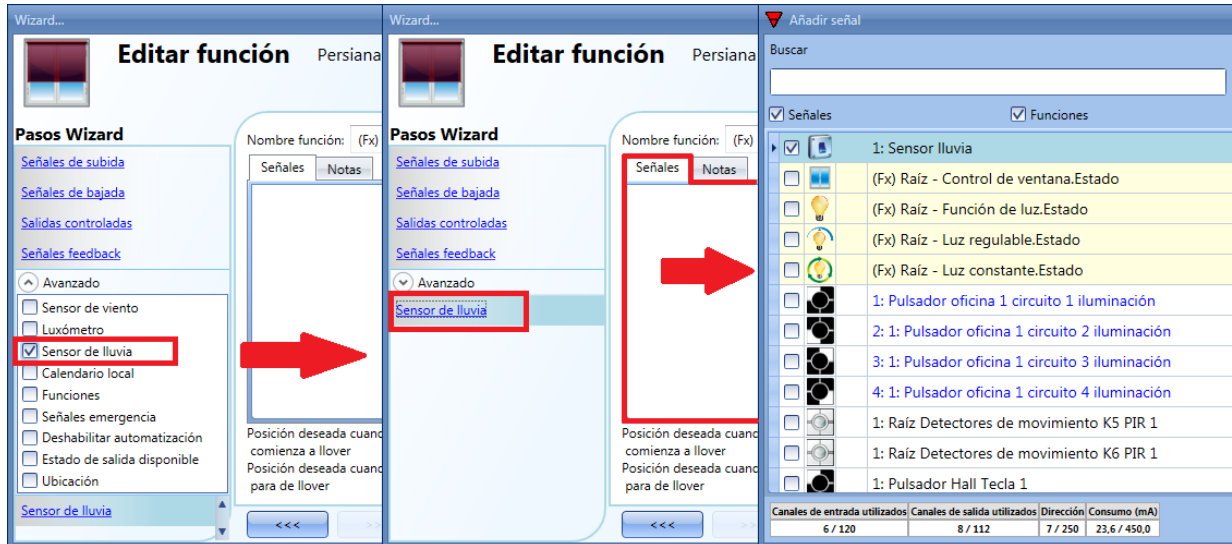 Wizard...
Editar función Persiana
Pasos Wizard
Señales de subida
Señales de bajada
Salidas controladas
Señales feedback
Avanzado
Sensor de viento
Luxómetro
Sensor de lluvia
Calendario local
Funciones
Señales emergencia
Deshabilitar automatización
Estado de salida disponible
Ubicación
Sensor de lluvia
Nombre función: (Fx)
Señales Notas
Posición deseada cuand
comienza a llover
Posición deseada cuand
para de llover
<<< >>
Wizard...
Editar función Persiana
Pasos Wizard
Señales de subida
Señales de bajada
Salidas controladas
Señales feedback
Avanzado
Sensor de lluvia
Nombre función: (Fx)
Señales Notas
Posición deseada cuand
comienza a llover
Posición deseada cuand
para de llover
<<< >>
Añadir señal
Buscar
Señales Funciones
1: Sensor lluvia
(Fx) Raíz - Control de ventana.Estado
(Fx) Raíz - Función de luz.Estado
(Fx) Raíz - Luz regulable.Estado
(Fx) Raíz - Luz constante.Estado
1: Pulsador oficina 1 circuito 1 iluminación
2: 1: Pulsador oficina 1 circuito 2 iluminación
3: 1: Pulsador oficina 1 circuito 3 iluminación
4: 1: Pulsador oficina 1 circuito 4 iluminación
1: Raíz Detectores de movimiento K5 PIR 1
1: Raíz Detectores de movimiento K6 PIR 1
1: Pulsador Hall Tecla 1
Canales de entrada utilizados Canales de salida utilizados Dirección Consumo (mA)
6 / 120 8 / 112 7 / 250 23,6 / 450,0